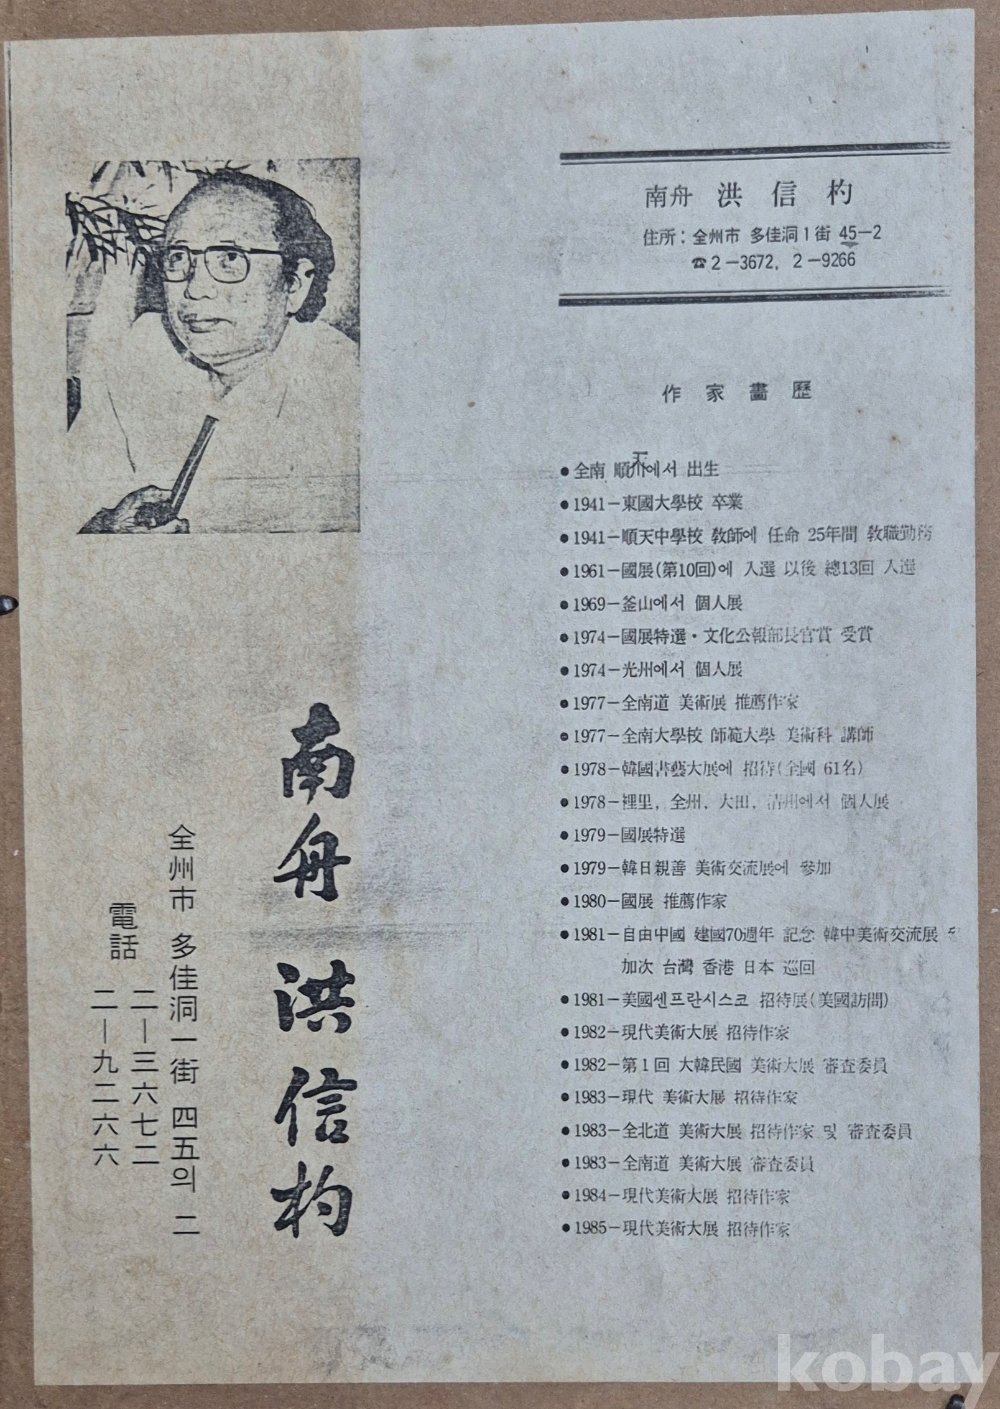 南舟 洪 信 杓
住所: 全州市 多佳洞 1 街 45-2
☎ 2-3672, 2-9266
作 家 畫 歷
● 全南 順天에서 出生
● 1941-東國大學校 卒業
● 1941-順天中學校 敎師에 任命 25年間 敎職勤務
● 1961-國展(第10回)에 入選 以後 總13回 入選
● 1969-釜山에서 個人展
● 1974-國展特選·文化公報部長官賞 受賞
● 1974-光州에서 個人展
● 1977-全南道 美術展 推薦作家
● 1977-全南大學校 師範大學 美術科 講師
● 1978-韓國書藝大展에 招待(全國 61名)
● 1978-裡里, 全州, 大田, 淸州에서 個人展
● 1979-國展特選
● 1979-韓日親善 美術交流展에 參加
● 1980-國展 推薦作家
● 1981-自由中國 建國70週年 記念 韓中美術交流展
加次 台灣 香港 日本 巡回
● 1981-美國센프란시스코 招待展(美國訪問)
● 1982-現代美術大展 招待作家
● 1982-第1回 大韓民國 美術大展 審査委員
● 1983-現代 美術大展 招待作家
● 1983-全北道 美術大展 招待作家 및 審査委員
● 1983-全南道 美術大展 審査委員
● 1984-現代美術大展 招待作家
● 1985-現代美術大展 招待作家
南舟 洪信杓
全州市 多佳洞一街 四五의 二
電話 二-三六七二
二-九二六六
kobay